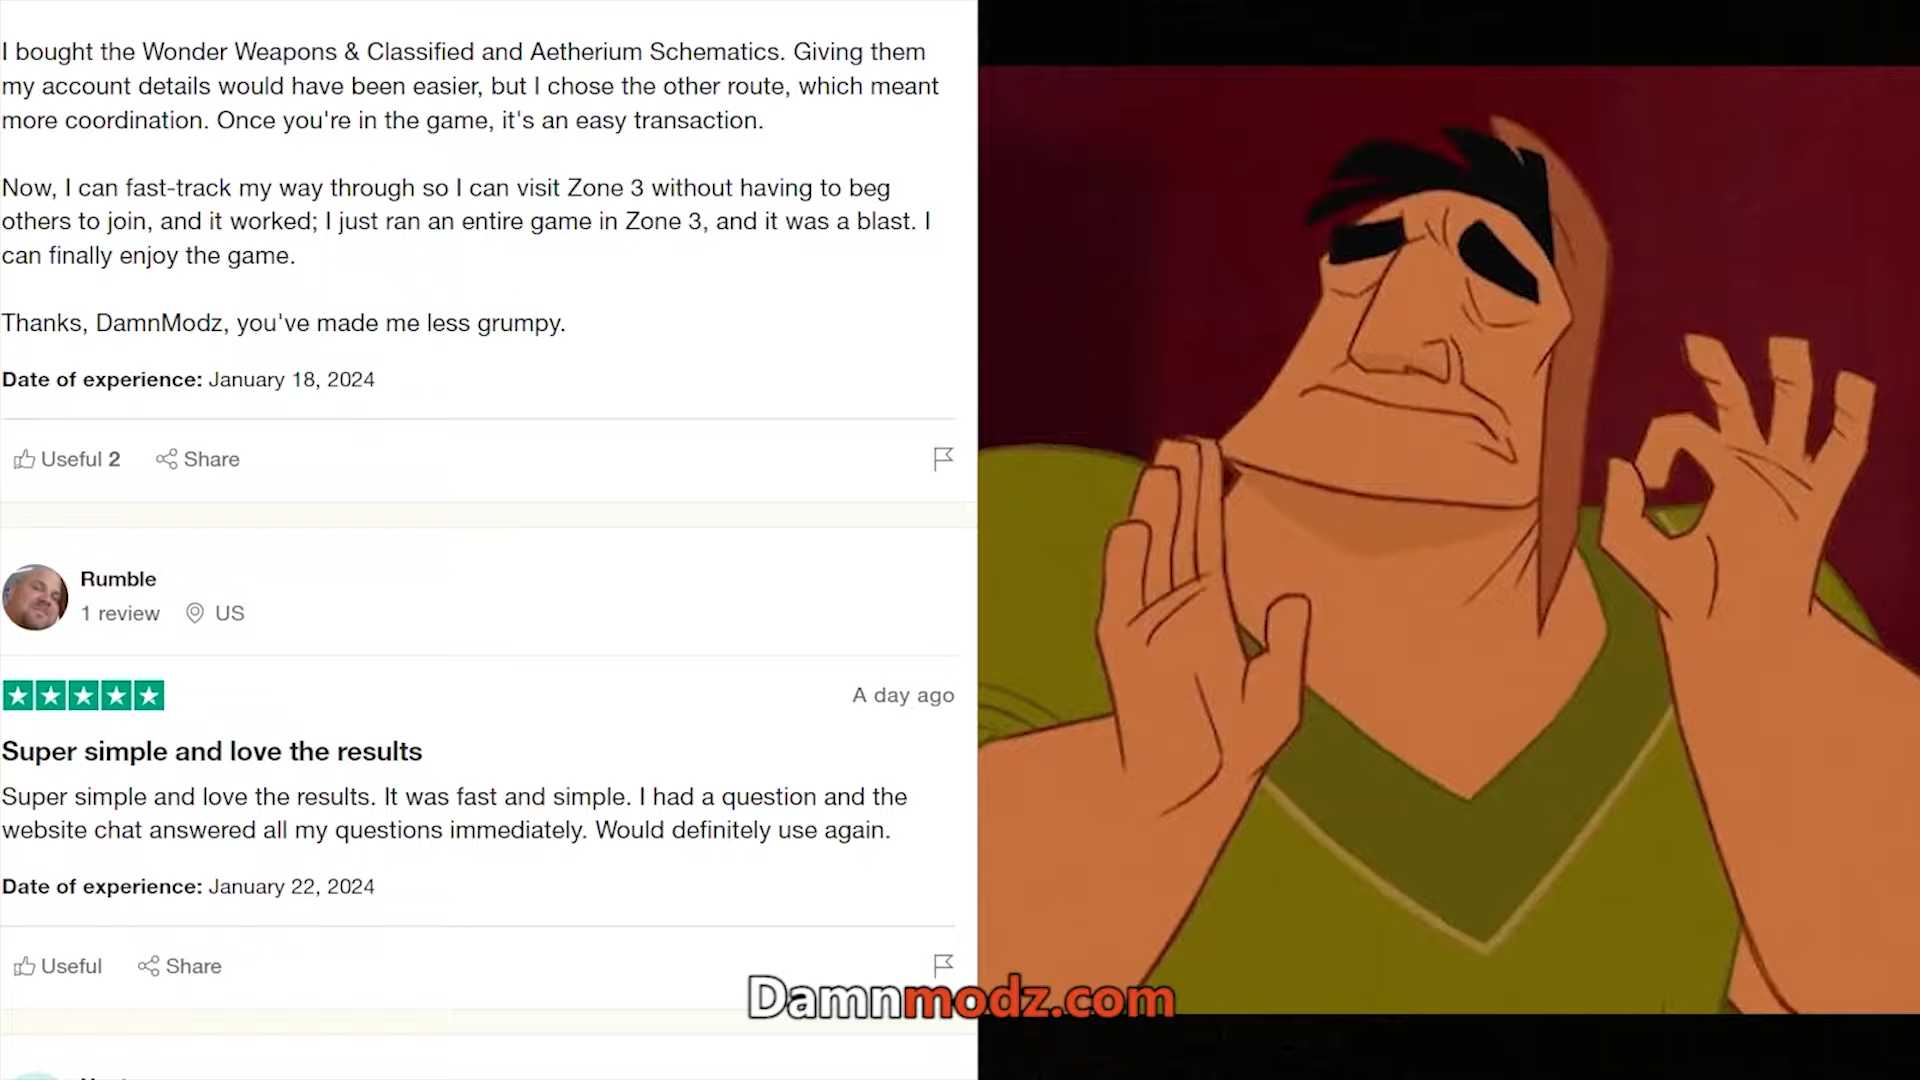 I bought the Wonder Weapons & Classified and Aetherium Schematics. Giving them
my account details would have been easier, but I chose the other route, which meant
more coordination. Once you're in the game, it's an easy transaction.
Now, I can fast-track my way through so I can visit Zone 3 without having to beg
others to join, and it worked; I just ran an entire game in Zone 3, and it was a blast. I
can finally enjoy the game.
Thanks, DamnModz, you've made me less grumpy.
Date of experience: January 18, 2024
Useful 2 Share
Rumble
1 review US
A day ago
Super simple and love the results
Super simple and love the results. It was fast and simple. I had a question and the
website chat answered all my questions immediately. Would definitely use again.
Date of experience: January 22, 2024
Useful Share
Damnmodz.com